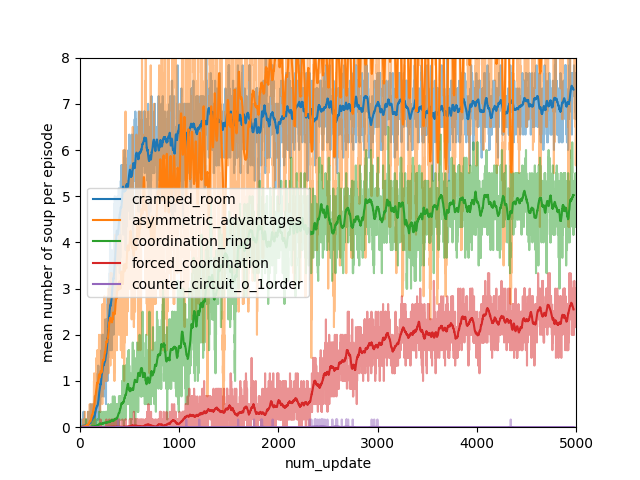 8
7
6
5
4
3
2
1
0
mean number of soup per episode
cramped_room
asymmetric_advantages
coordination_ring
forced_coordination
counter_circuit_o_1order
0 1000 2000 3000 4000 5000
num_update